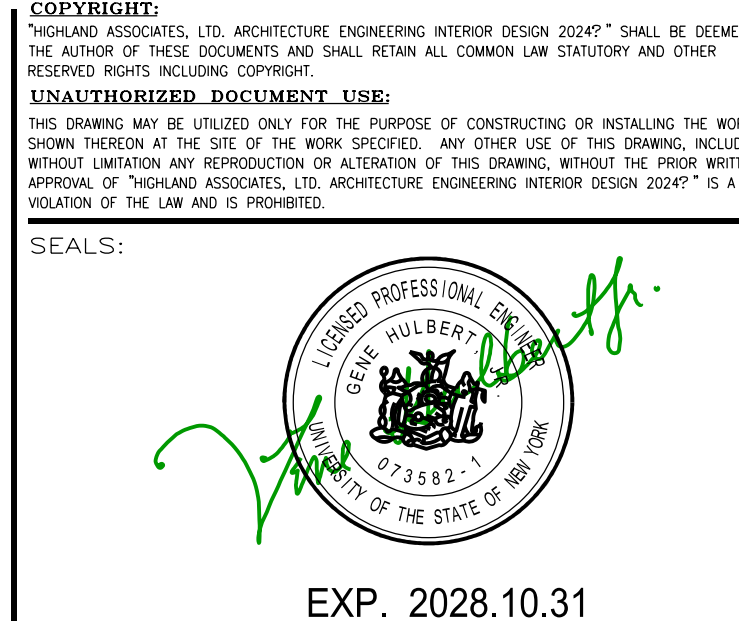 COPYRIGHT:
"HIGHLAND ASSOCIATES, LTD. ARCHITECTURE ENGINEERING INTERIOR DESIGN 2024? " SHALL BE DEEME
THE AUTHOR OF THESE DOCUMENTS AND SHALL RETAIN ALL COMMON LAW STATUTORY AND OTHER
RESERVED RIGHTS INCLUDING COPYRIGHT.
UNAUTHORIZED DOCUMENT USE:
THIS DRAWING MAY BE UTILIZED ONLY FOR THE PURPOSE OF CONSTRUCTING OR INSTALLING THE WOR
SHOWN THEREON AT THE SITE OF THE WORK SPECIFIED. ANY OTHER USE OF THIS DRAWING, INCLUD
WITHOUT LIMITATION ANY REPRODUCTION OR ALTERATION OF THIS DRAWING, WITHOUT THE PRIOR WRITT
APPROVAL OF "HIGHLAND ASSOCIATES, LTD. ARCHITECTURE ENGINEERING INTERIOR DESIGN 2024? " IS A
VIOLATION OF THE LAW AND IS PROHIBITED.
SEALS:
LICENSED PROFESSIONAL ENGINEER
GENE HULBERT, JR.
073582-1
UNIVERSITY OF THE STATE OF NEW YORK
EXP. 2028.10.31